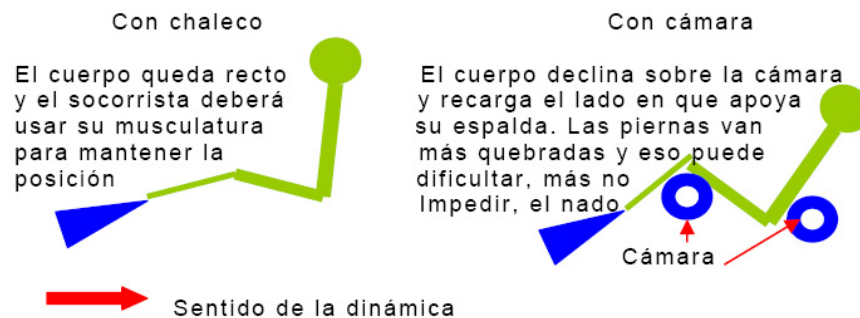 Con chaleco
El cuerpo queda recto
y el socorrista deberá
usar su musculatura
para mantener la
posición
Con cámara
El cuerpo declina sobre la cámara
y recarga el lado en que apoya
su espalda. Las piernas van
más quebradas y eso puede
dificultar, más no
Impedir, el nado
Cámara
Sentido de la dinámica